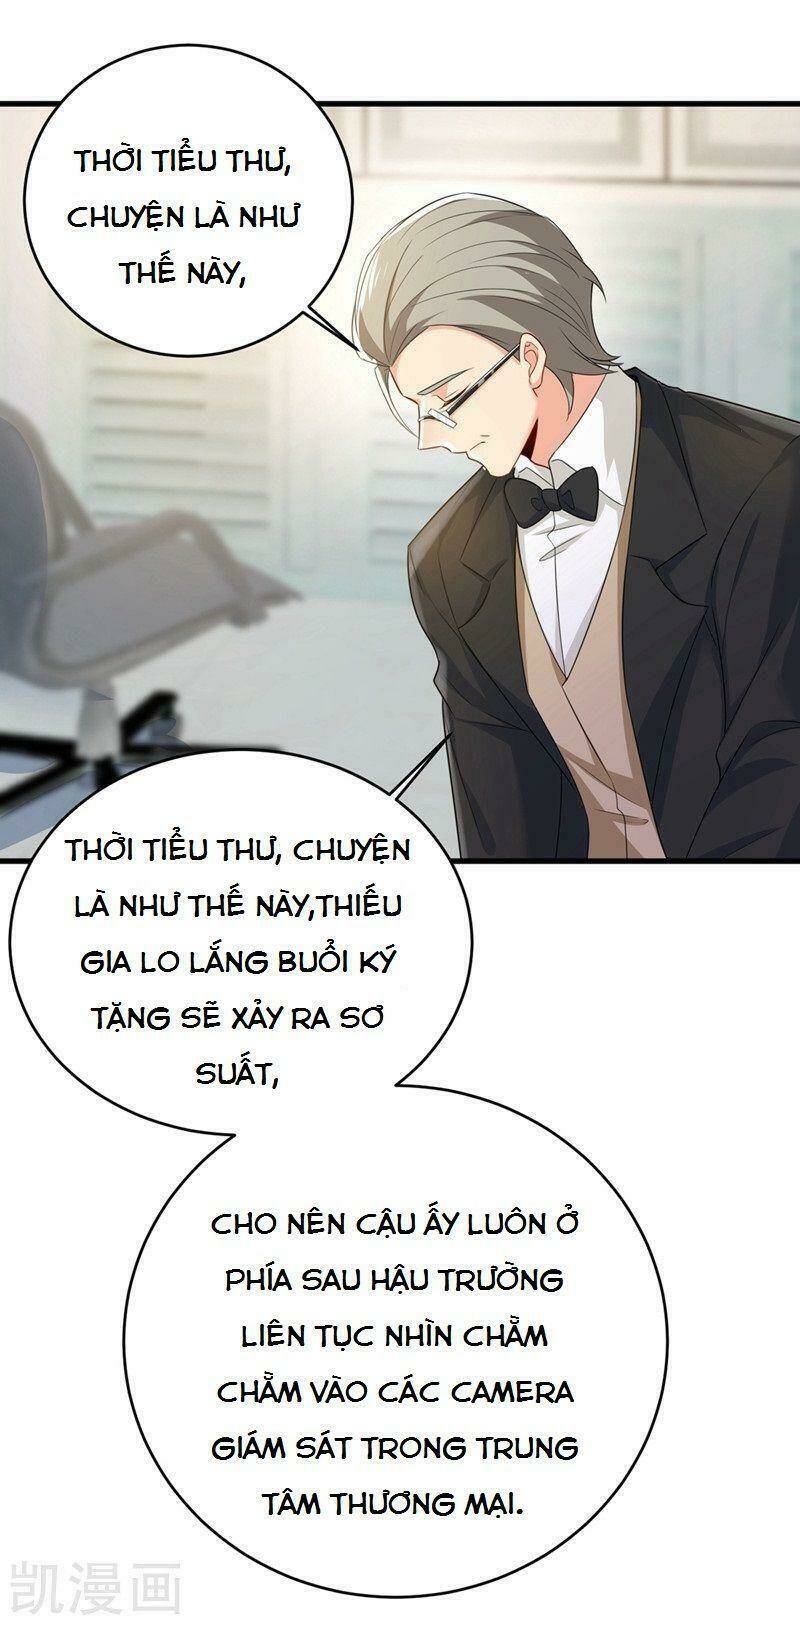 THỜI TIỂU THƯ,
CHUYỆN LÀ NHƯ
THẾ NÀY,
THỜI TIỂU THƯ, CHUYỆN
LÀ NHƯ THẾ NÀY,THIẾU
GIA LO LẮNG BUỔI KÝ
TẶNG SẼ XẢY RA SƠ
SUẤT,
CHO NÊN CẬU ẤY LUÔN Ở
PHÍA SAU HẬU TRƯỜNG
LIÊN TỤC NHÌN CHẰM
CHẰM VÀO CÁC CAMERA
GIÁM SÁT TRONG TRUNG
TÂM THƯƠNG MẠI.
凯漫画